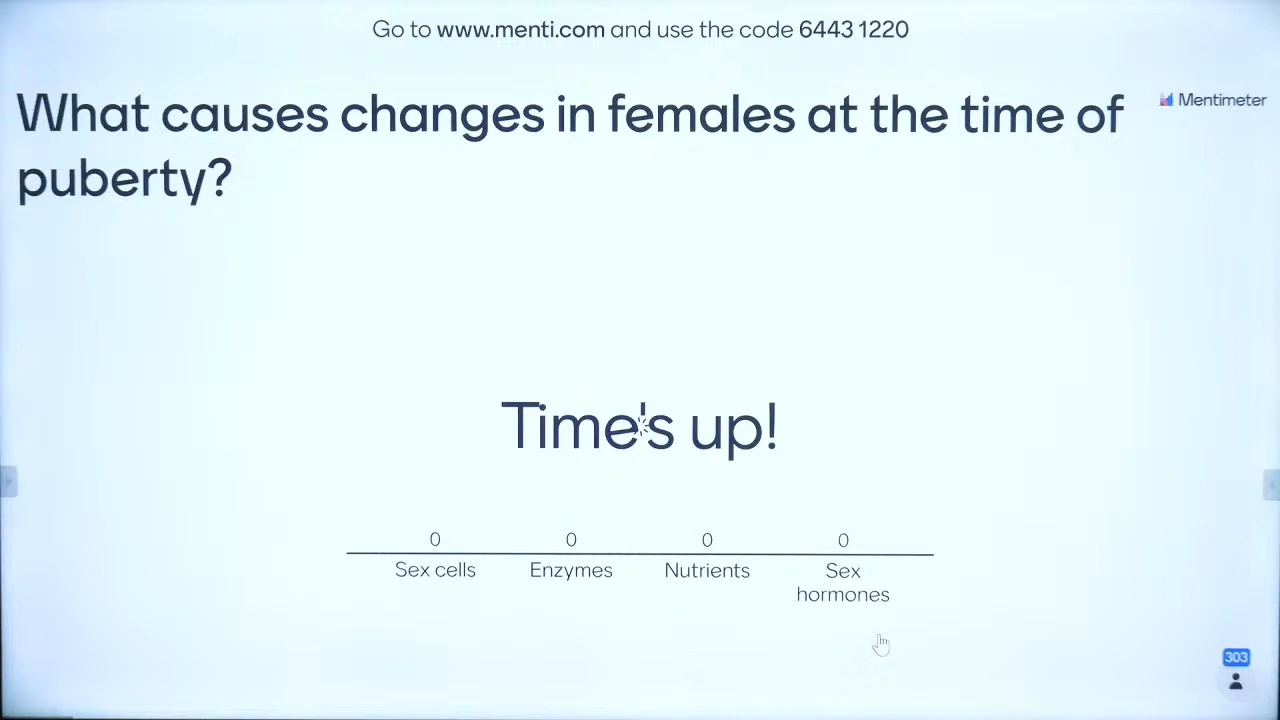 Go to www.menti.com and use the code 6443 1220
What causes changes in females at the time of
Mentimeter
puberty?
Time's up!
0 0 0 0
Sex cells Enzymes Nutrients Sex
hormones
303